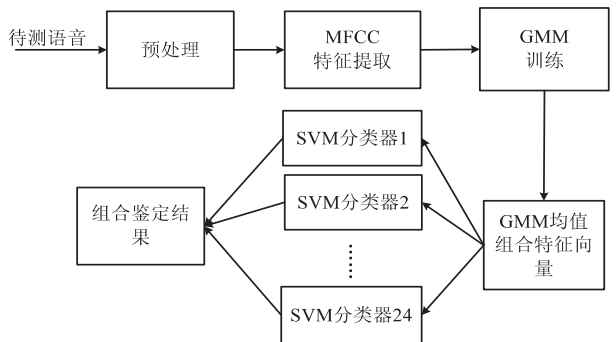 待测语音
预处理
MFCC
特征提取
GMM
训练
SVM分类器1
SVM分类器2
......
SVM分类器24
组合鉴定结
果
GMM均值
组合特征向
量